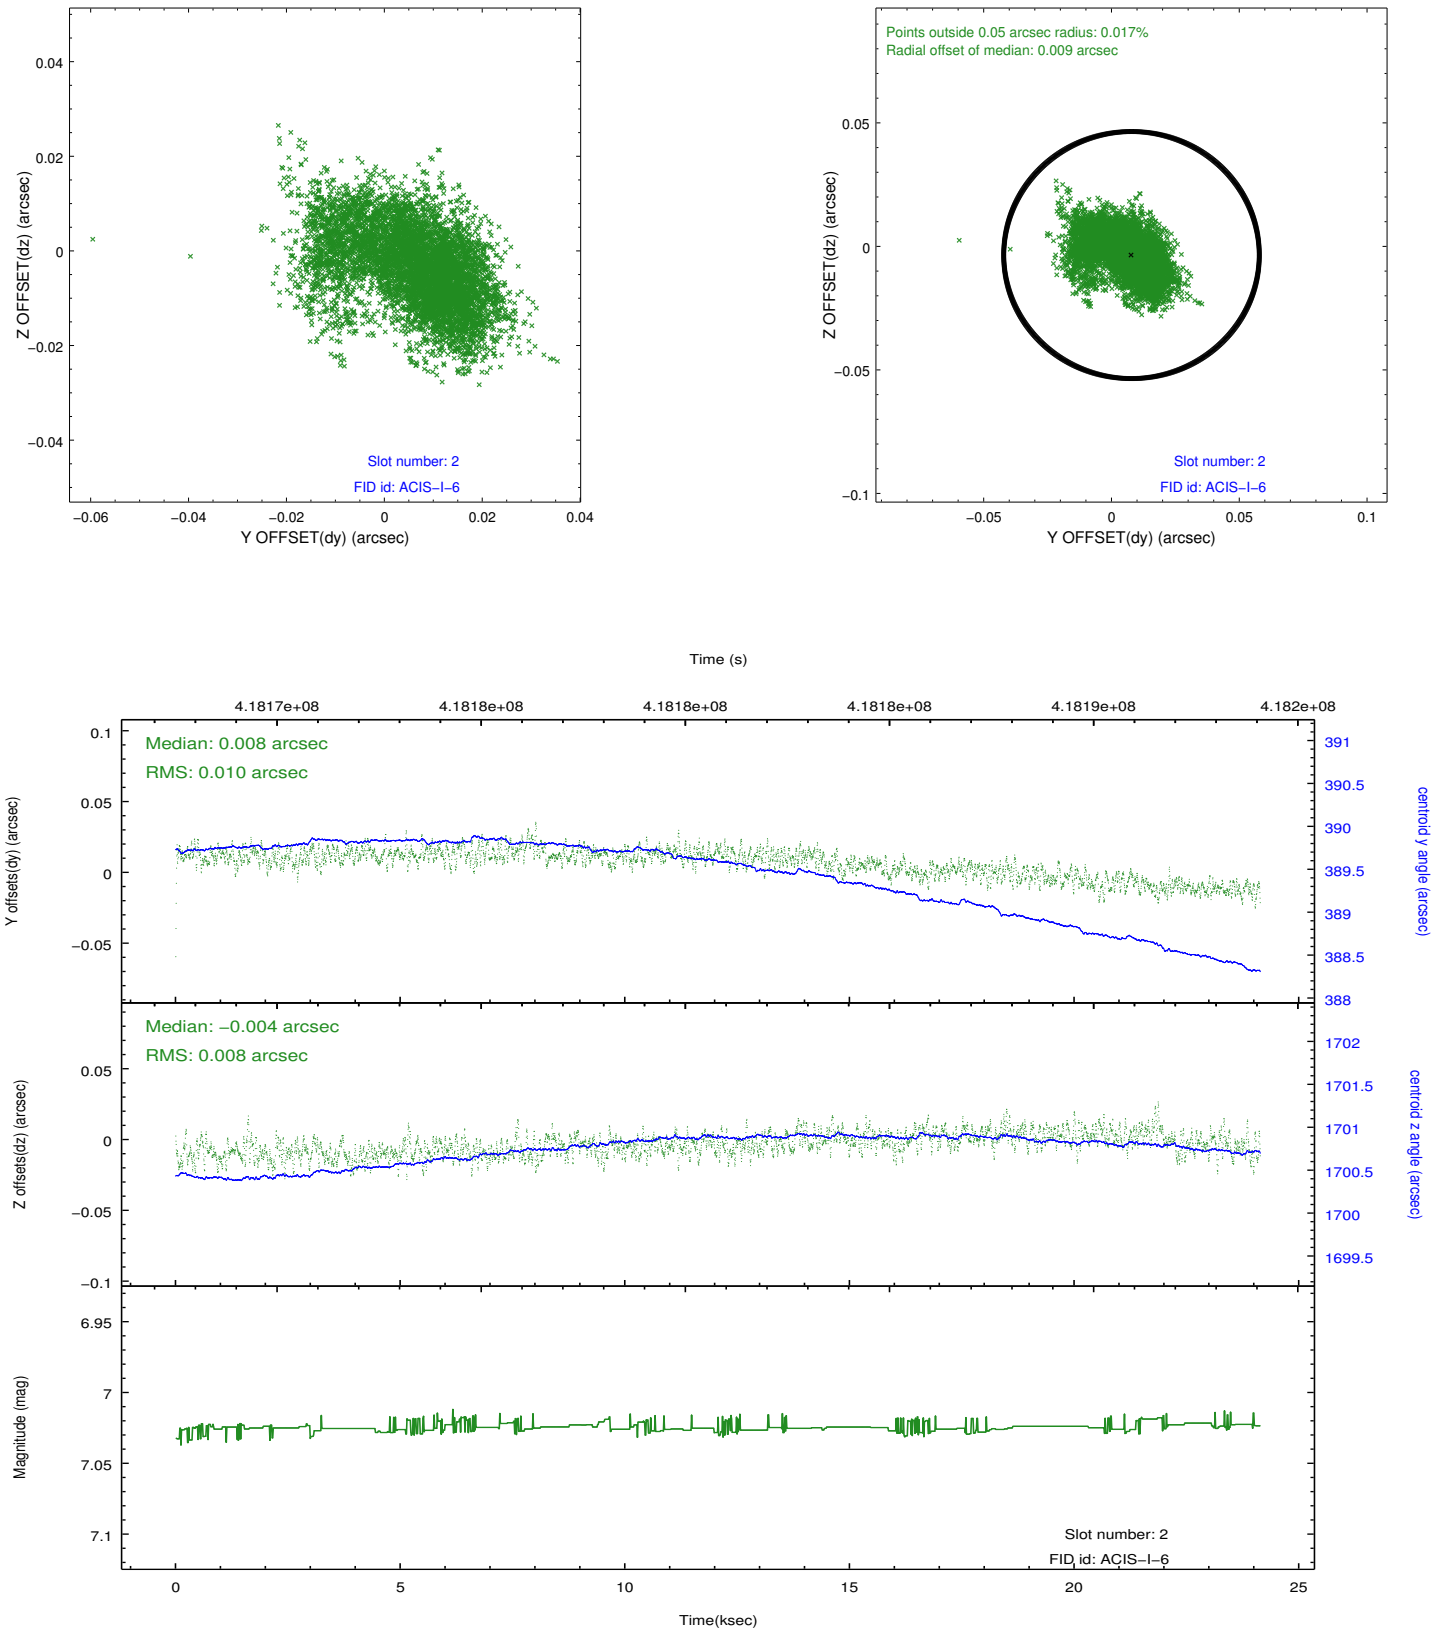 0.04
0.02
0
−0.02
−0.04
Z OFFSET(dz) (arcsec)
Slot number: 2
FID id: ACIS−I−6
−0.06
−0.04
−0.02
0
0.02
0.04
Y OFFSET(dy) (arcsec)
Points outside 0.05 arcsec radius: 0.017%
Radial offset of median: 0.009 arcsec
0.05
0
−0.05
−0.1
Z OFFSET(dz) (arcsec)
Slot number: 2
FID id: ACIS−I−6
−0.05
0
0.05
0.1
Y OFFSET(dy) (arcsec)
Time (s)
4.1817e+08
4.1818e+08
4.1818e+08
4.1818e+08
4.1819e+08
4.182e+08
Median: 0.008 arcsec
RMS: 0.010 arcsec
0.1
0.05
0
−0.05
Y offsets(dy) (arcsec)
391
390.5
390
389.5
389
388.5
388
centroid y angle (arcsec)
Median: −0.004 arcsec
RMS: 0.008 arcsec
0.05
0
−0.05
−0.1
Z offsets(dz) (arcsec)
1702
1701.5
1701
1700.5
1700
1699.5
centroid z angle (arcsec)
6.95
7
7.05
7.1
Magnitude (mag)
Slot number: 2
FID id: ACIS−I−6
0
5
10
15
20
25
Time(ksec)